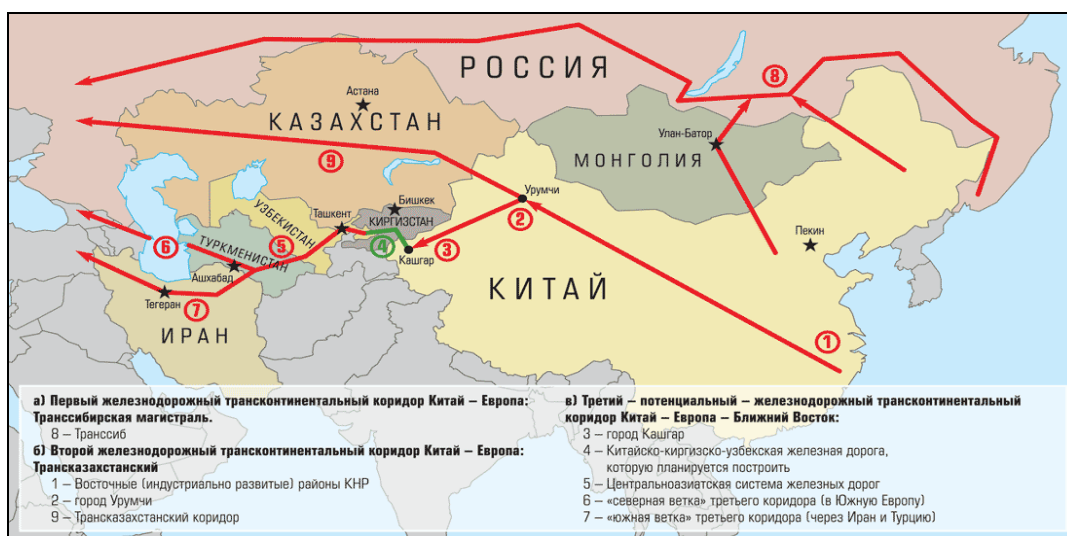 РОССИЯ
8
Астана
КАЗАХСТАН
Улан-Батор
МОНГОЛИЯ
9
Урумчи
Бишкек
УЗБЕКИСТАН
Ташкент
КИРГИЗСТАН
2
Пекин
6
ТУРКМЕНИСТАН
5
4
3
Кашгар
Ашхабад
КИТАЙ
Тегеран
7
ИРАН
1
а) Первый железнодорожный трансконтинентальный коридор Китай – Европа:
Транссибирская магистраль.
8 – Транссиб
б) Второй железнодорожный трансконтинентальный коридор Китай – Европа:
Трансказахстанский
1 – Восточные (индустриально развитые) районы КНР
2 – город Урумчи
9 – Трансказахстанский коридор
в) Третий – потенциальный – железнодорожный трансконтинентальный
коридор Китай – Европа – Ближний Восток:
3 – город Кашгар
4 – Китайско-киргизско-узбекская железная дорога,
которую планируется построить
5 – Центральноазиатская система железных дорог
6 – «северная ветка» третьего коридора (в Южную Европу)
7 – «южная ветка» третьего коридора (через Иран и Турцию)